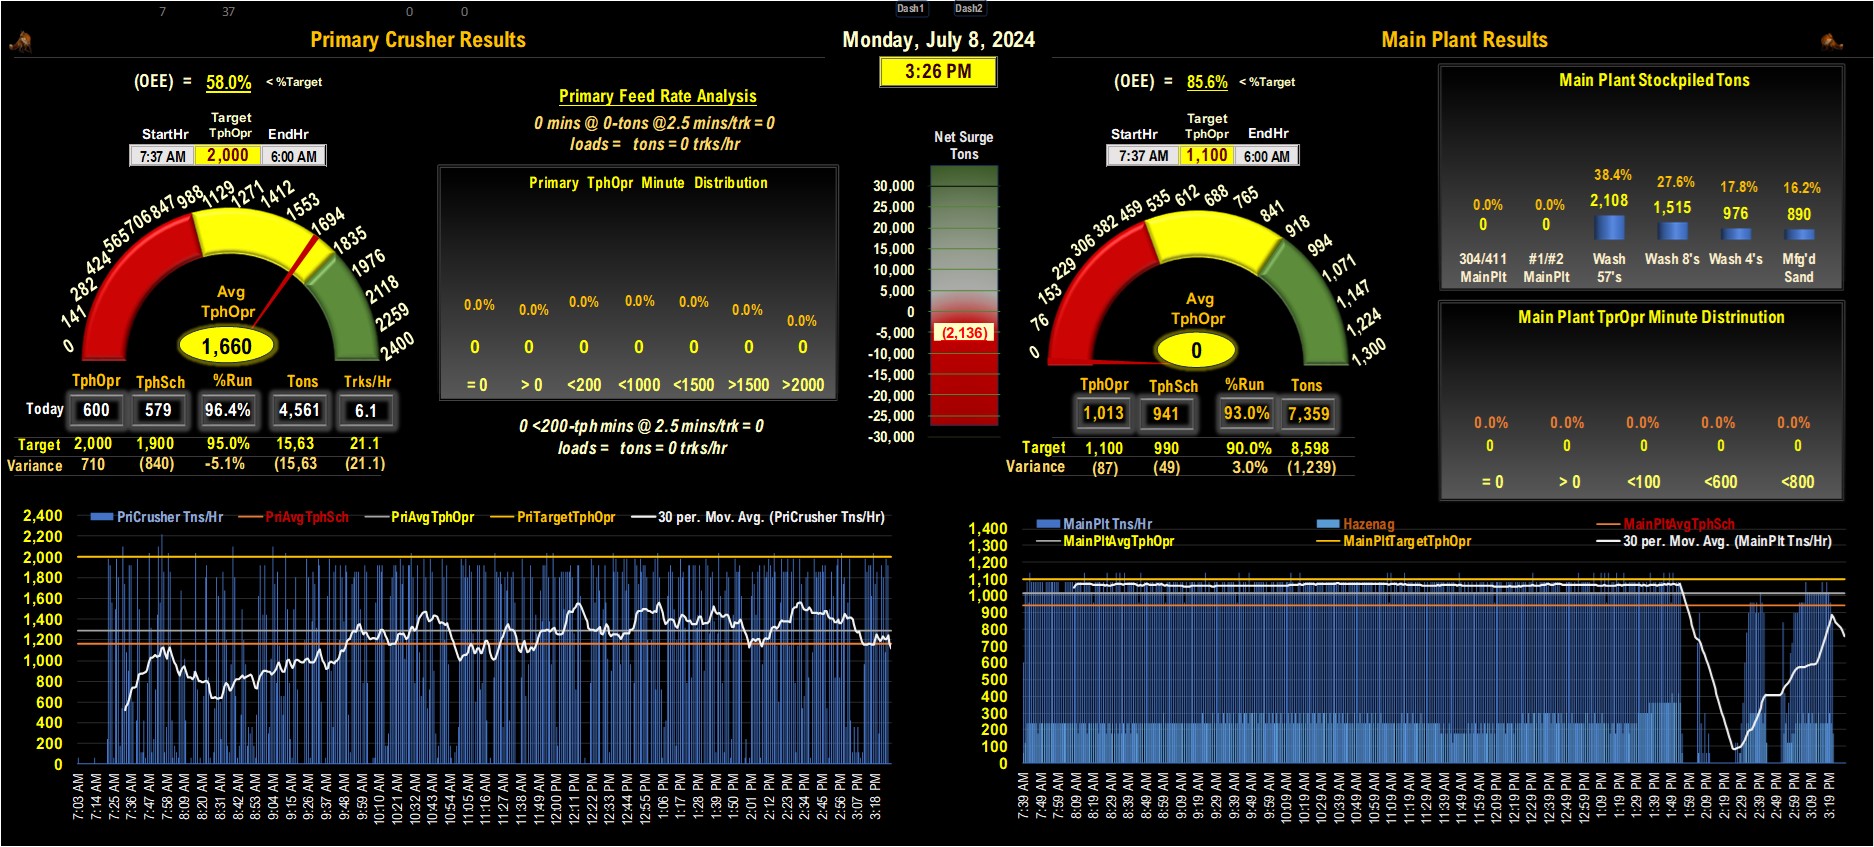 7 37 0 0 Dash1 Dash2
Primary Crusher Results
Monday, July 8, 2024
3:26 PM
Main Plant Results
(OEE) = 58.0% < %Target
Target
StartHr TphOpr EndHr
7:37 AM 2,000 6:00 AM
0 141 282 424 565 706 847 988 1129 1271 1412 1553 1694 1835 1976 2118 2259 2400
Avg
TphOpr
1,660
TphOpr TphSch %Run Tons Trks/Hr
Today 600 579 96.4% 4,561 6.1
Target 2,000 1,900 95.0% 15,63 21.1
Variance 710 (840) -5.1% (15,63 (21.1)
Primary Feed Rate Analysis
0 mins @ 0-tons @2.5 mins/trk = 0
loads = tons = 0 trks/hr
Primary TphOpr Minute Distribution
0.0% 0.0% 0.0% 0.0% 0.0% 0.0% 0.0%
0 0 0 0 0 0 0
= 0 > 0 <200 <1000 <1500 >1500 >2000
0 <200-tph mins @ 2.5 mins/trk = 0
loads = tons = 0 trks/hr
Net Surge
Tons
30,000
25,000
20,000
15,000
10,000
5,000
0
-5,000
(2,136)
-10,000
-15,000
-20,000
-25,000
-30,000
(OEE) = 85.6% < %Target
Target
StartHr TphOpr EndHr
7:37 AM 1,100 6:00 AM
0 76 153 229 306 382 459 535 612 688 765 841 918 994 1,071 1,147 1,224 1,300
Avg
TphOpr
0
TphOpr TphSch %Run Tons
1,013 941 93.0% 7,359
Target 1,100 990 90.0% 8,598
Variance (87) (49) 3.0% (1,239)
Main Plant Stockpiled Tons
0.0% 0.0% 38.4% 27.6% 17.8% 16.2%
0 0 2,108 1,515 976 890
304/411 #1/#2 Wash Wash 8's Wash 4's Mfg'd
MainPlt MainPlt 57's Sand
Main Plant TprOpr Minute Distrinution
0.0% 0.0% 0.0% 0.0% 0.0%
0 0 0 0 0
= 0 > 0 <100 <600 <800
PriCrusher Tns/Hr PriAvgTphSch PriAvgTphOpr PriTargetTphOpr 30 per. Mov. Avg. (PriCrusher Tns/Hr)
2,400
2,200
2,000
1,800
1,600
1,400
1,200
1,000
800
600
400
200
0
7:03 AM 7:14 AM 7:25 AM 7:36 AM 7:47 AM 7:58 AM 8:09 AM 8:20 AM 8:31 AM 8:42 AM 8:53 AM 9:04 AM 9:15 AM 9:26 AM 9:37 AM 9:48 AM 9:59 AM 10:10 AM 10:21 AM 10:32 AM 10:43 AM 10:54 AM 11:05 AM 11:16 AM 11:27 AM 11:38 AM 11:49 AM 12:00 PM 12:11 PM 12:22 PM 12:33 PM 12:44 PM 12:55 PM 1:06 PM 1:17 PM 1:28 PM 1:39 PM 1:50 PM 2:01 PM 2:12 PM 2:23 PM 2:34 PM 2:45 PM 2:56 PM 3:07 PM 3:18 PM
MainPlt Tns/Hr Hazenag MainPltAvgTphSch
MainPltAvgTphOpr MainPltTargetTphOpr 30 per. Mov. Avg. (MainPlt Tns/Hr)
1,400
1,300
1,200
1,100
1,000
900
800
700
600
500
400
300
200
100
0
7:39 AM 7:49 AM 7:59 AM 8:09 AM 8:19 AM 8:29 AM 8:39 AM 8:49 AM 8:59 AM 9:09 AM 9:19 AM 9:29 AM 9:39 AM 9:49 AM 9:59 AM 10:09 AM 10:19 AM 10:29 AM 10:39 AM 10:49 AM 10:59 AM 11:09 AM 11:19 AM 11:29 AM 11:39 AM 11:49 AM 11:59 AM 12:09 PM 12:19 PM 12:29 PM 12:39 PM 12:49 PM 12:59 PM 1:09 PM 1:19 PM 1:29 PM 1:39 PM 1:49 PM 1:59 PM 2:09 PM 2:19 PM 2:29 PM 2:39 PM 2:49 PM 2:59 PM 3:09 PM 3:19 PM